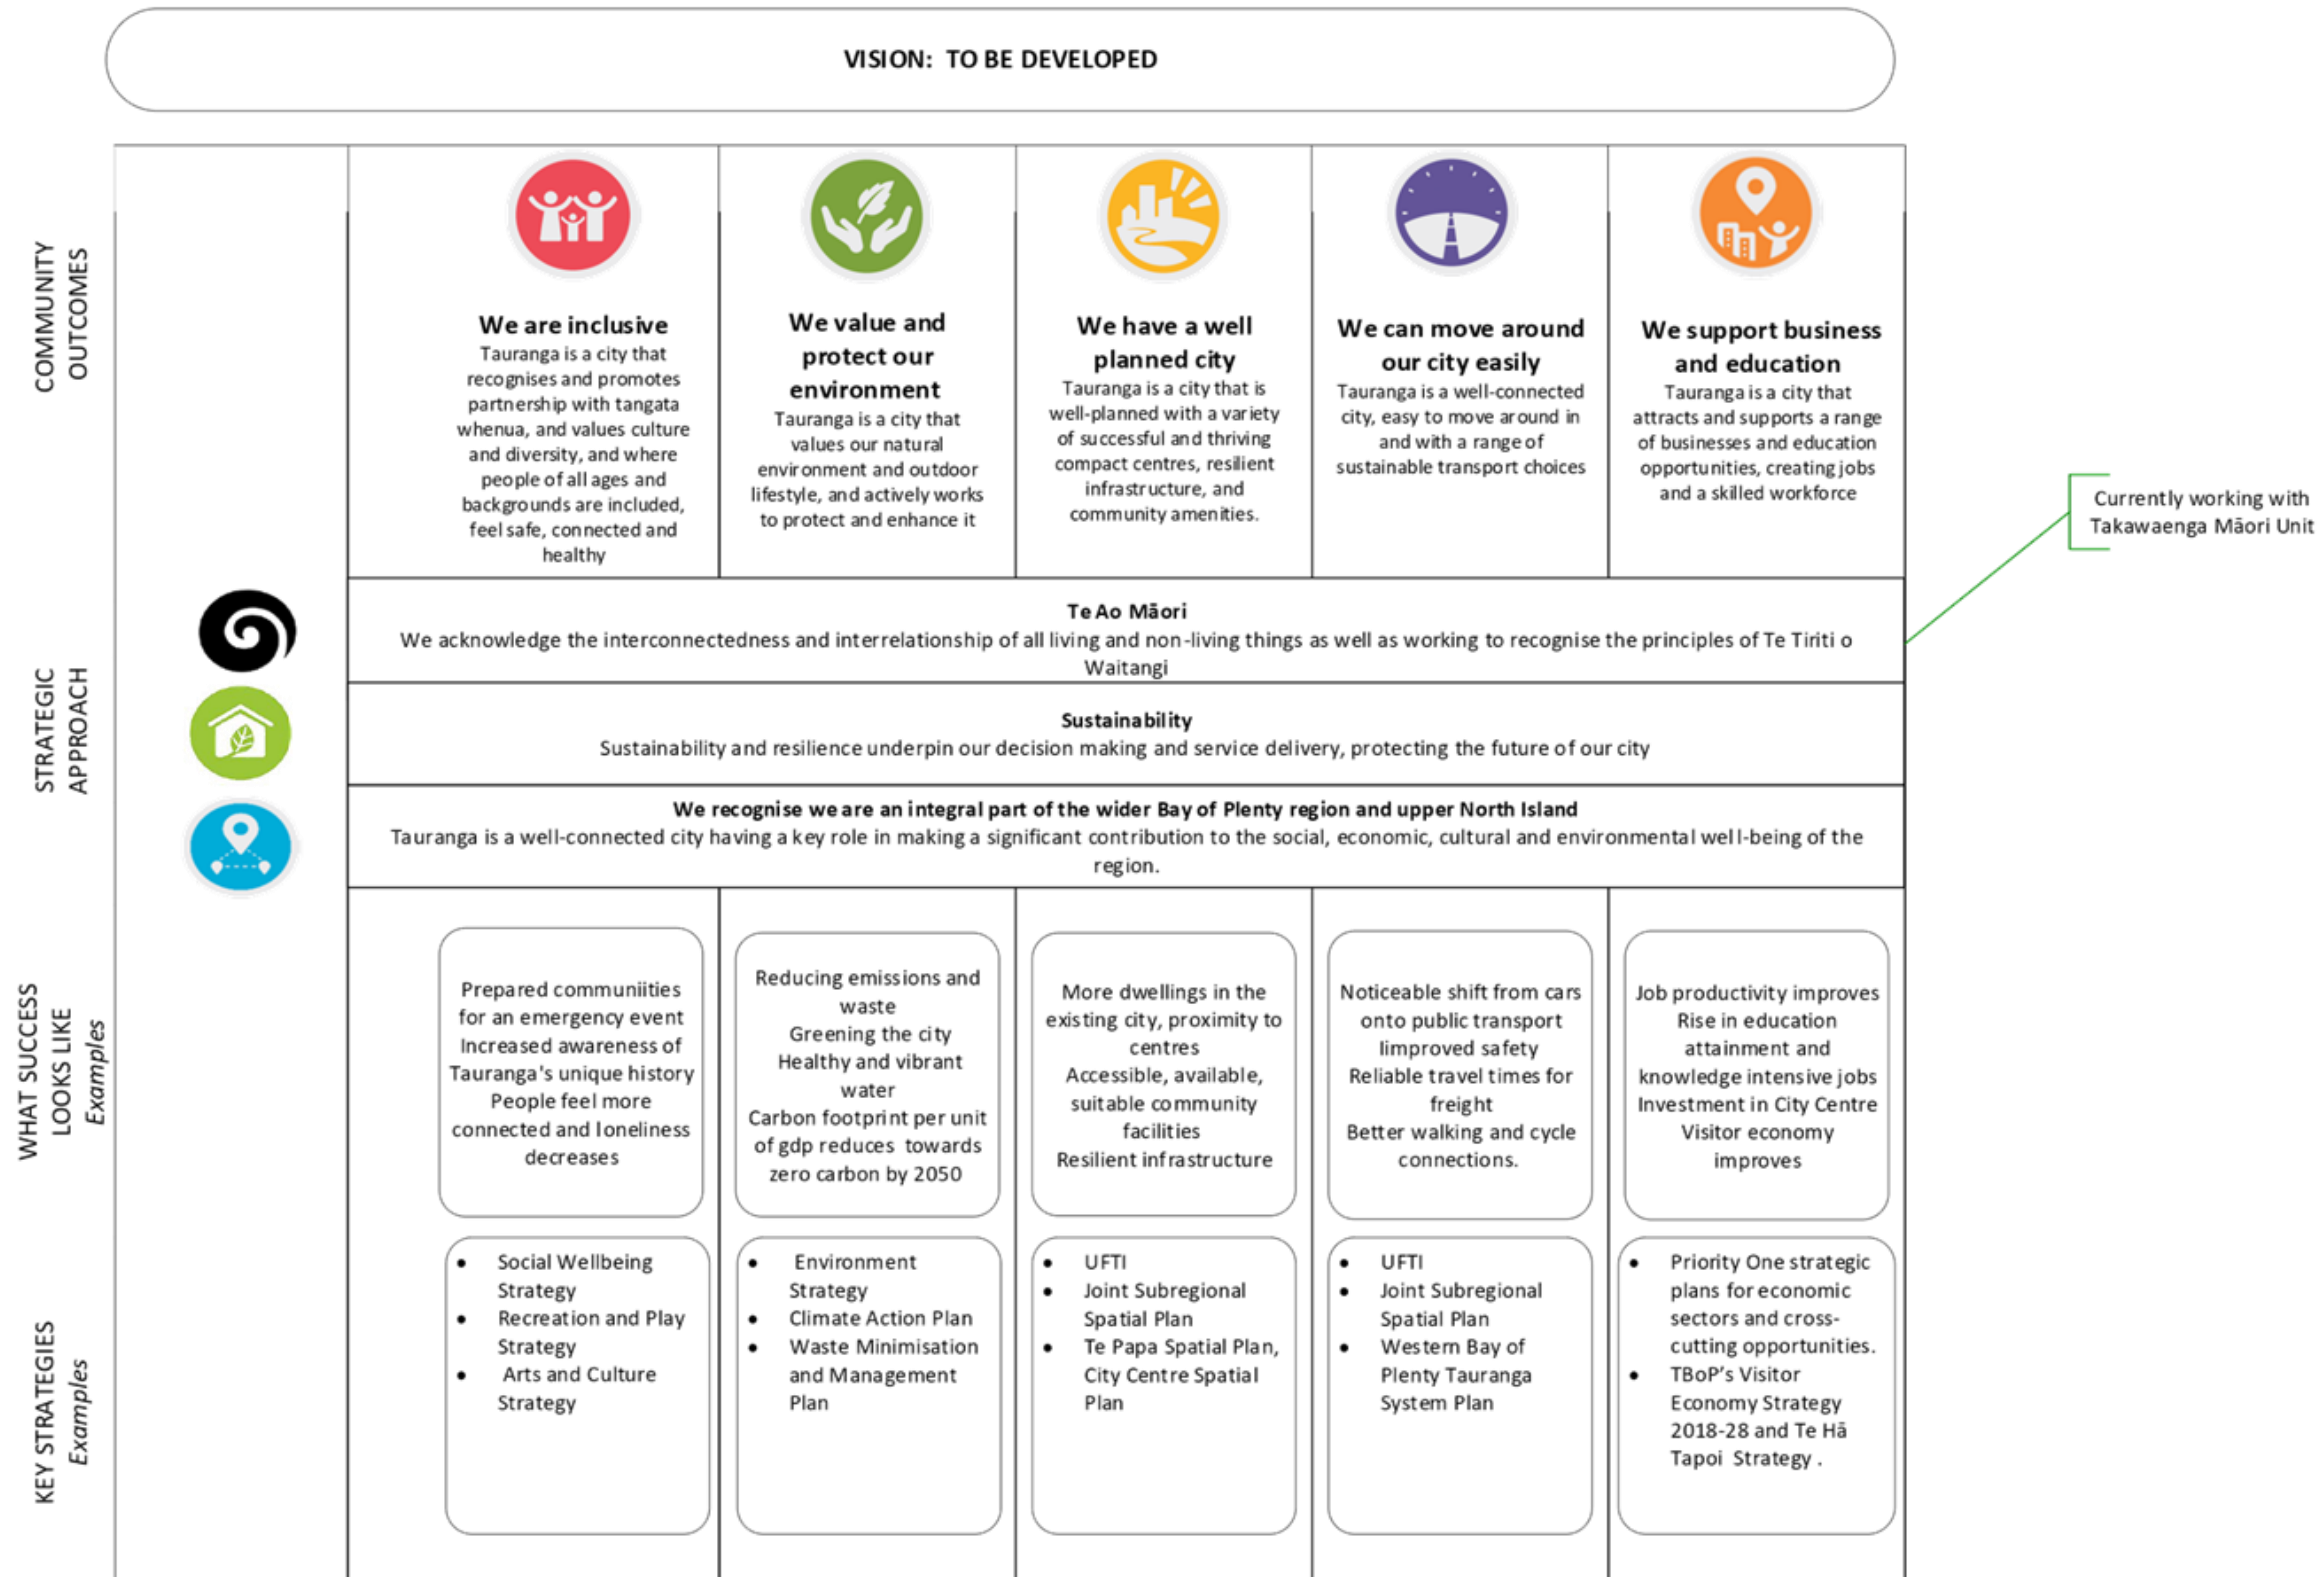 VISION: TO BE DEVELOPED
COMMUNITY
OUTCOMES
We are inclusive
Tauranga is a city that
recognises and promotes
partnership with tangata
whenua, and values culture
and diversity, and where
people of all ages and
backgrounds are included,
feel safe, connected and
healthy
We value and
protect our
environment
Tauranga is a city that
values our natural
environment and outdoor
lifestyle, and actively works
to protect and enhance it
We have a well
planned city
Tauranga is a city that is
well-planned with a variety
of successful and thriving
compact centres, resilient
infrastructure, and
community amenities.
We can move around
our city easily
Tauranga is a well-connected
city, easy to move around in
and with a range of
sustainable transport choices
We support business
and education
Tauranga is a city that
attracts and supports a range
of businesses and education
opportunities, creating jobs
and a skilled workforce
Currently working with
Takawaenga Māori Unit
STRATEGIC
APPROACH
Te Ao Māori
We acknowledge the interconnectedness and interrelationship of all living and non-living things as well as working to recognise the principles of Te Tiriti o
Waitangi
Sustainability
Sustainability and resilience underpin our decision making and service delivery, protecting the future of our city
We recognise we are an integral part of the wider Bay of Plenty region and upper North Island
Tauranga is a well-connected city having a key role in making a significant contribution to the social, economic, cultural and environmental well-being of the
region.
WHAT SUCCESS
LOOKS LIKE
Examples
Prepared communiities
for an emergency event
Increased awareness of
Tauranga's unique history
People feel more
connected and loneliness
decreases
Reducing emissions and
waste
Greening the city
Healthy and vibrant
water
Carbon footprint per unit
of gdp reduces towards
zero carbon by 2050
More dwellings in the
existing city, proximity to
centres
Accessible, available,
suitable community
facilities
Resilient infrastructure
Noticeable shift from cars
onto public transport
Iimproved safety
Reliable travel times for
freight
Better walking and cycle
connections.
Job productivity improves
Rise in education
attainment and
knowledge intensive jobs
Investment in City Centre
Visitor economy
improves
KEY STRATEGIES
Examples
• Social Wellbeing
Strategy
• Recreation and Play
Strategy
• Arts and Culture
Strategy
• Environment
Strategy
• Climate Action Plan
• Waste Minimisation
and Management
Plan
• UFTI
• Joint Subregional
Spatial Plan
• Te Papa Spatial Plan,
City Centre Spatial
Plan
• UFTI
• Joint Subregional
Spatial Plan
• Western Bay of
Plenty Tauranga
System Plan
• Priority One strategic
plans for economic
sectors and cross-
cutting opportunities.
• TBoP’s Visitor
Economy Strategy
2018-28 and Te Hā
Tapoi Strategy .